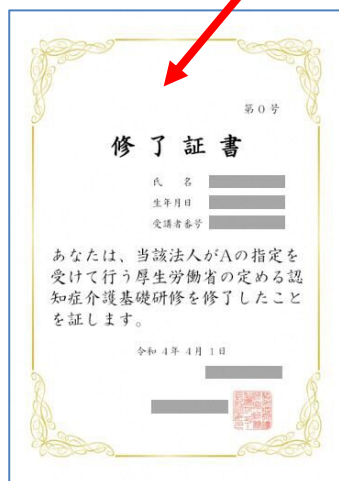 第０号
修了証書
氏　名
生年月日
受講者番号
あなたは、当該法人がAの指定を
受けて行う厚生労働省の定める認
知症介護基礎研修を修了したこと
を証します。
令和 4年 4月 1日